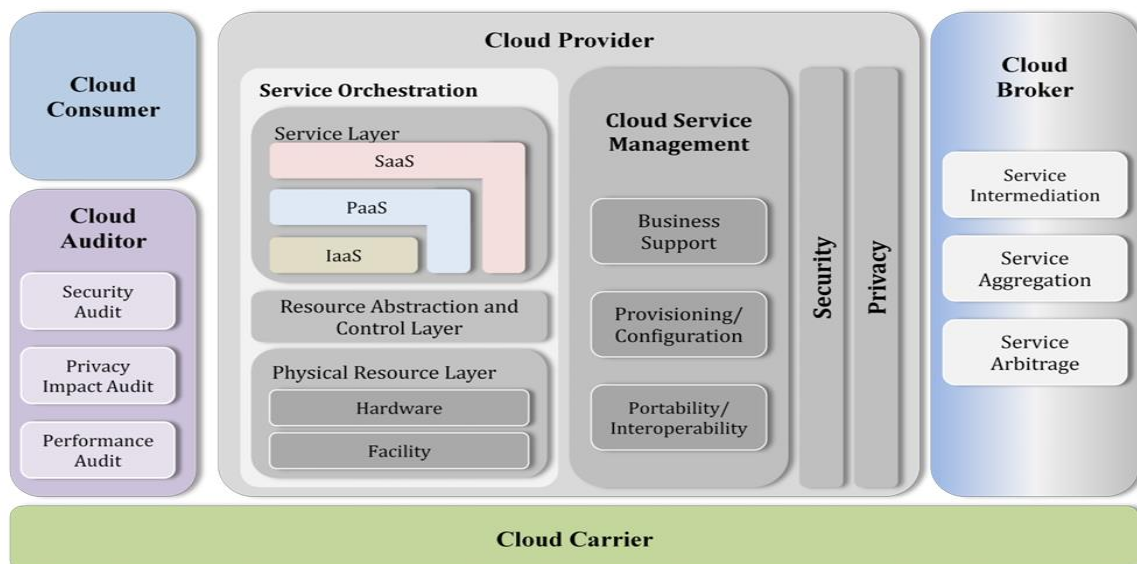 Cloud
Consumer
Cloud
Auditor
Security
Audit
Privacy
Impact Audit
Performance
Audit
Cloud Provider
Service Orchestration
Service Layer
SaaS
PaaS
IaaS
Resource Abstraction and
Control Layer
Physical Resource Layer
Hardware
Facility
Cloud Service
Management
Business
Support
Provisioning/
Configuration
Portability/
Interoperability
Security
Privacy
Cloud
Broker
Service
Intermediation
Service
Aggregation
Service
Arbitrage
Cloud Carrier